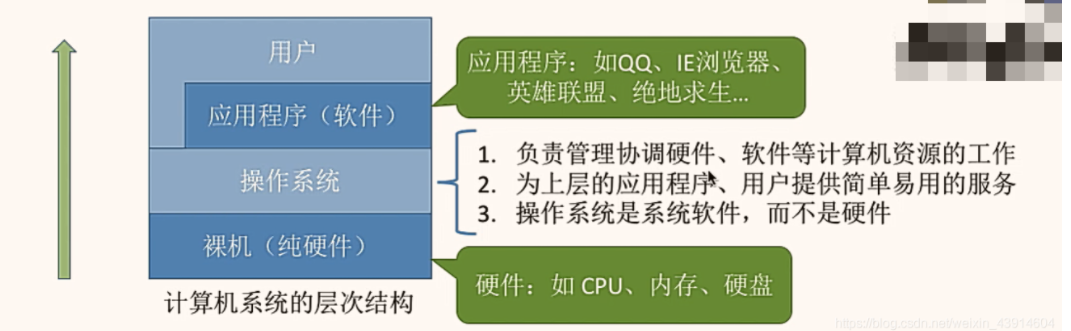 用户
应用程序（软件）
操作系统
裸机（纯硬件）
计算机系统的层次结构
应用程序：如QQ、IE浏览器、
英雄联盟、绝地求生...
1. 负责管理协调硬件、软件等计算机资源的工作
2. 为上层的应用程序、用户提供简单易用的服务
3. 操作系统是系统软件，而不是硬件
硬件：如 CPU、内存、硬盘
https://blog.csdn.net/weixin_43914604